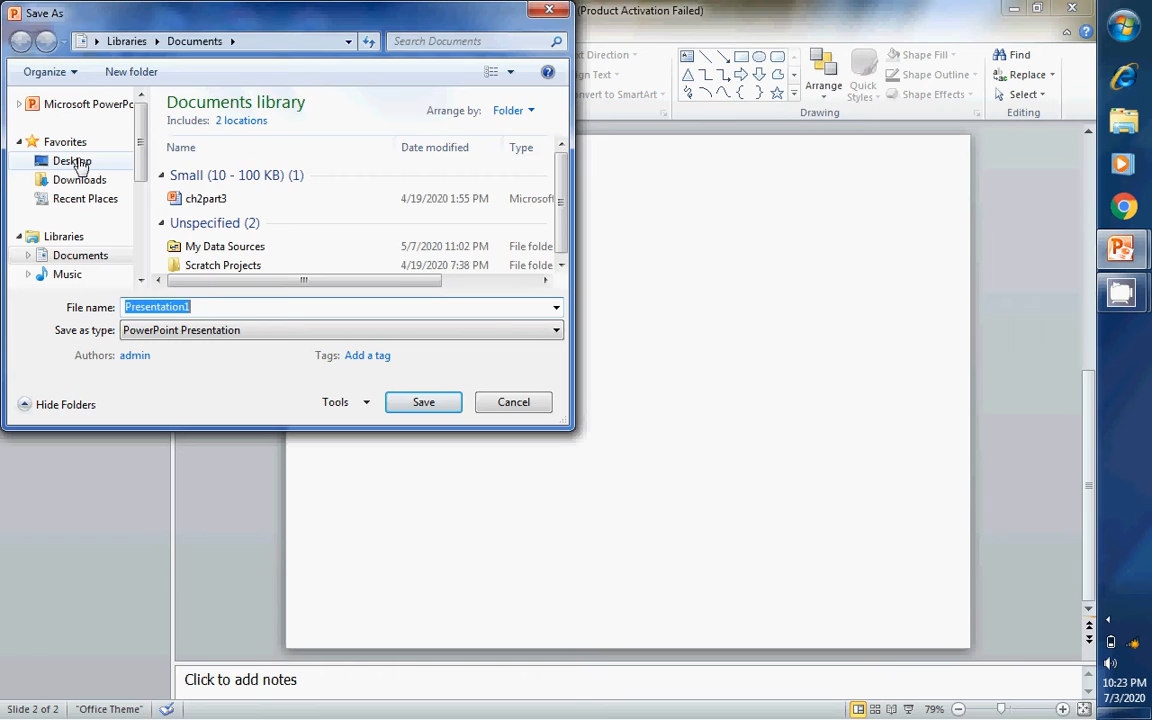 Save As
(Product Activation Failed)
Libraries Documents
Search Documents
Organize New folder
Microsoft PowerPo
Favorites
Desktop
Downloads
Recent Places
Libraries
Documents
Music
Documents library
Includes: 2 locations
Arrange by: Folder
Name Date modified Type
Small (10 - 100 KB) (1)
ch2part3 4/19/2020 1:55 PM Microsoft
Unspecified (2)
My Data Sources 5/7/2020 11:02 PM File folde
Scratch Projects 4/19/2020 7:38 PM File folde
File name: Presentation1
Save as type: PowerPoint Presentation
Authors: admin Tags: Add a tag
Hide Folders
Tools Save Cancel
Direction
Text
onvert to SmartArt
Arrange
Quick
Styles
Shape Fill
Shape Outline
Shape Effects
Drawing
Find
Replace
Select
Editing
Click to add notes
Slide 2 of 2 "Office Theme" 79%
10:23 PM
7/3/2020